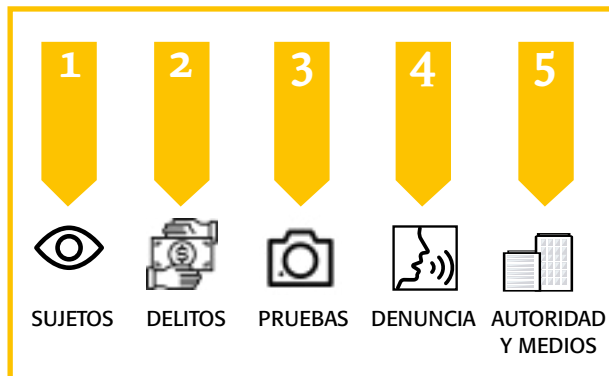 1 2 3 4 5
$
SUJETOS DELITOS PRUEBAS DENUNCIA AUTORIDAD
Y MEDIOS